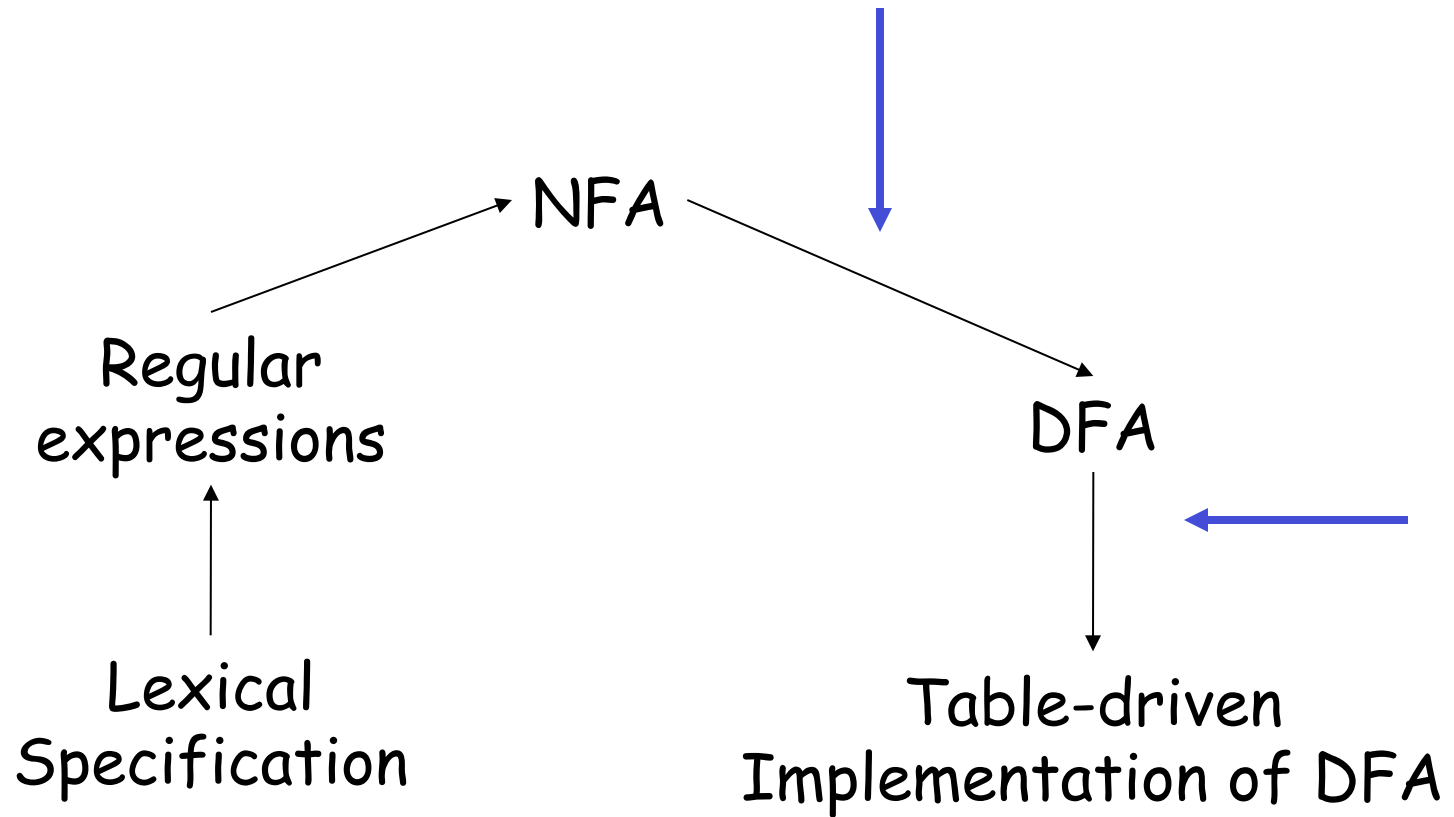 NFA
Regular
expressions
DFA
Lexical
Specification
Table-driven
Implementation of DFA